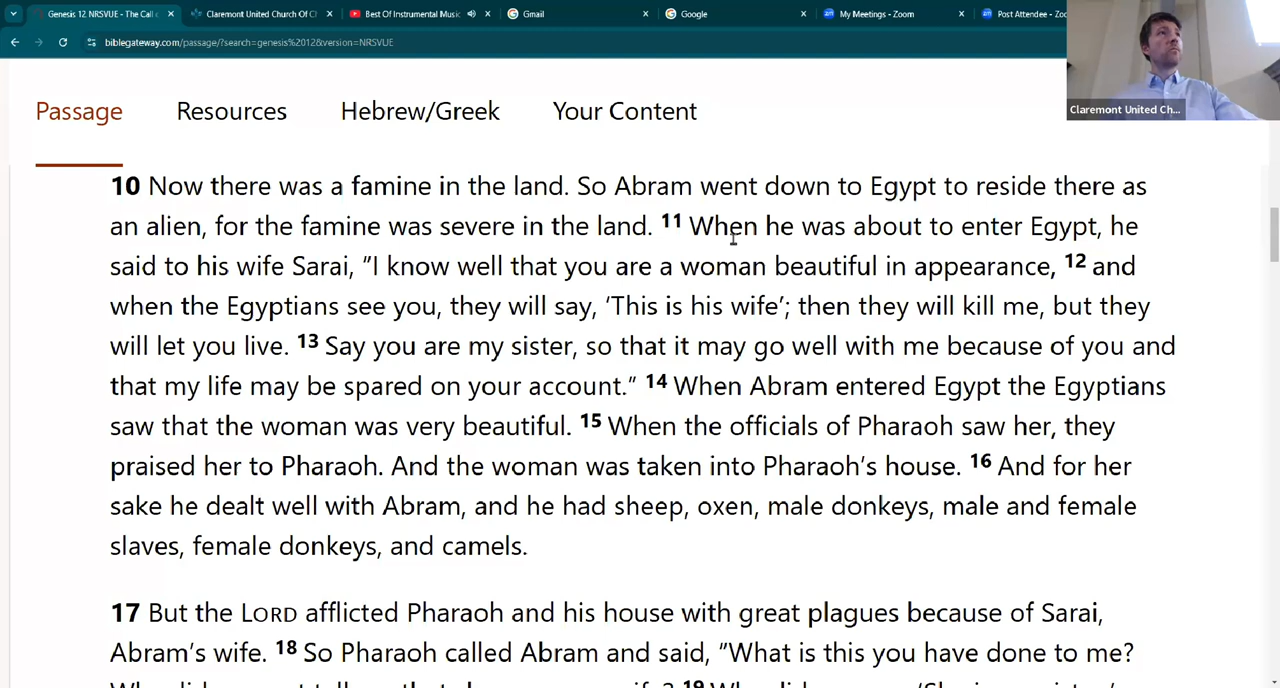 Genesis 12 NRSVUE - The Call o
Claremont United Church Of Ch
Best Of Instrumental Music
Gmail
Google
My Meetings - Zoom
Post Attendee - Zoo
biblegateway.com/passage/?search=genesis%2012&version=NRSVUE
Claremont United Ch...
Passage
Resources
Hebrew/Greek
Your Content
10 Now there was a famine in the land. So Abram went down to Egypt to reside there as
an alien, for the famine was severe in the land. 11 When he was about to enter Egypt, he
said to his wife Sarai, “I know well that you are a woman beautiful in appearance, 12 and
when the Egyptians see you, they will say, ‘This is his wife’; then they will kill me, but they
will let you live. 13 Say you are my sister, so that it may go well with me because of you and
that my life may be spared on your account.” 14 When Abram entered Egypt the Egyptians
saw that the woman was very beautiful. 15 When the officials of Pharaoh saw her, they
praised her to Pharaoh. And the woman was taken into Pharaoh’s house. 16 And for her
sake he dealt well with Abram, and he had sheep, oxen, male donkeys, male and female
slaves, female donkeys, and camels.
17 But the LORD afflicted Pharaoh and his house with great plagues because of Sarai,
Abram’s wife. 18 So Pharaoh called Abram and said, “What is this you have done to me?